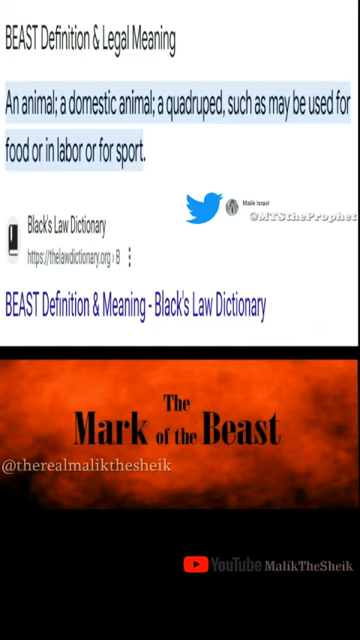 BEAST Definition & Legal Meaning
An animal; a domestic animal; a quadruped, such as may be used for
food or in labor or for sport.
Malik Israel
@MTStheProphet
Black's Law Dictionary
https://thelawdictionary.org › B
BEAST Definition & Meaning - Black's Law Dictionary
The
Mark of the Beast
@therealmalikthesheik
YouTube MalikTheSheik